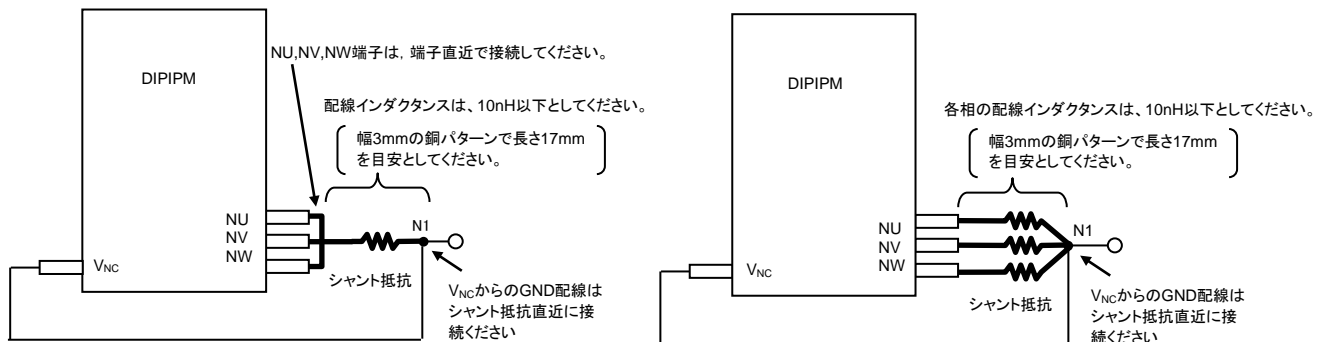 NU,NV,NW端子は，端子直近で接続してください。
DIPIPM
配線インダクタンスは、10nH以下としてください。
幅3mmの銅パターンで長さ17mm
を目安としてください。
NU
NV
NW
N1
VNC
シャント抵抗
VNCからのGND配線は
シャント抵抗直近に接
続ください
DIPIPM
各相の配線インダクタンスは、10nH以下としてください。
幅3mmの銅パターンで長さ17mm
を目安としてください。
NU
NV
NW
N1
VNC
シャント抵抗
VNCからのGND配線は
シャント抵抗直近に接
続ください